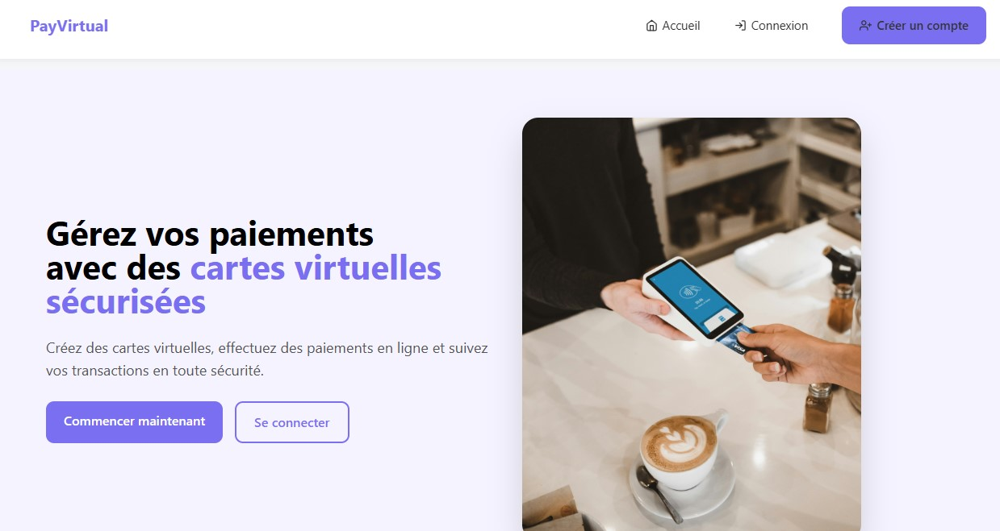 PayVirtual
Accueil
Connexion
Créer un compte
Gérez vos paiements
avec des cartes virtuelles
sécurisées
Créez des cartes virtuelles, effectuez des paiements en ligne et suivez
vos transactions en toute sécurité.
Commencer maintenant
Se connecter
VISA